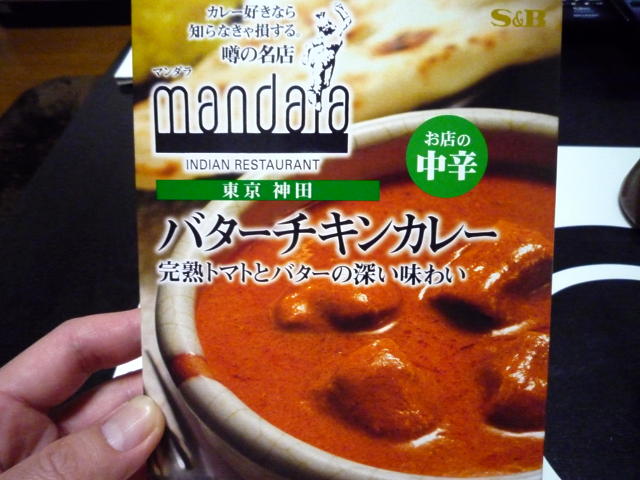 カレー好きなら
知らなきゃ損する。
噂の名店
S&B
マンダラ
mandara
INDIAN RESTAURANT
お店の
中辛
東京 神田
バターチキンカレー
完熟トマトとバターの深い味わい